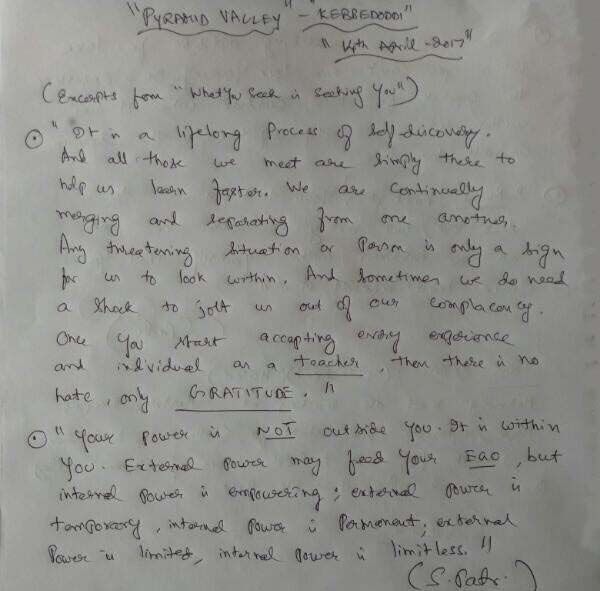 "PYRAMID VALLEY" - "KEBBEDODDI"
"14th April - 2017"
(Excerpts from "What You Seek is Seeking You")
"It is a lifelong process of self discovery.
And all those we meet are simply there to
help us learn faster. We are continually
merging and separating from one another.
Any threatening situation or Person is only a sign
for us to look within. And sometimes we do need
a shock to jolt us out of our complacency.
Once you start accepting every experience
and individual as a teacher, then there is no
hate, only GRATITUDE."
"Your power is NOT outside you. It is within
You. External power may feed your EGO, but
internal power is empowering; external power is
temporary, internal power is Permanent; external
Power is limited, internal power is limitless."
(S. Patr.)